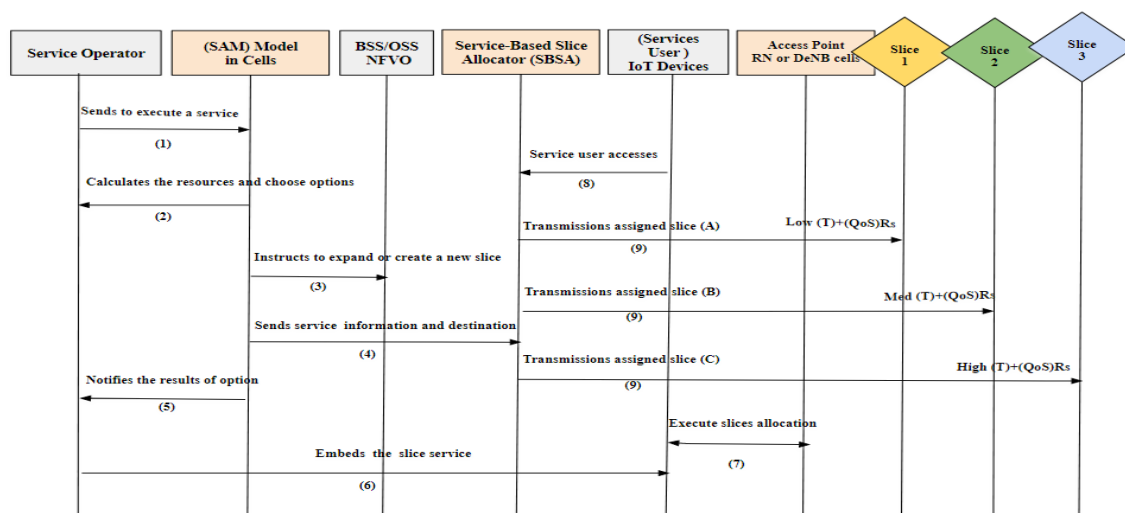 Service Operator
(SAM) Model
in Cells
BSS/OSS
NFVO
Service-Based Slice
Allocator (SBSA)
(Services
User )
IoT Devices
Access Point
RN or DeNB cells
Slice
1
Slice
2
Slice
3
Sends to execute a service
(1)
Service user accesses
(8)
Calculates the resources and choose options
(2)
Transmissions assigned slice (A)
Low (T)+(QoS)Rs
(9)
Instructs to expand or create a new slice
(3)
Transmissions assigned slice (B)
Med (T)+(QoS)Rs
(9)
Sends service information and destination
(4)
Transmissions assigned slice (C)
High (T)+(QoS)Rs
(9)
Notifies the results of option
(5)
Execute slices allocation
(7)
Embeds the slice service
(6)